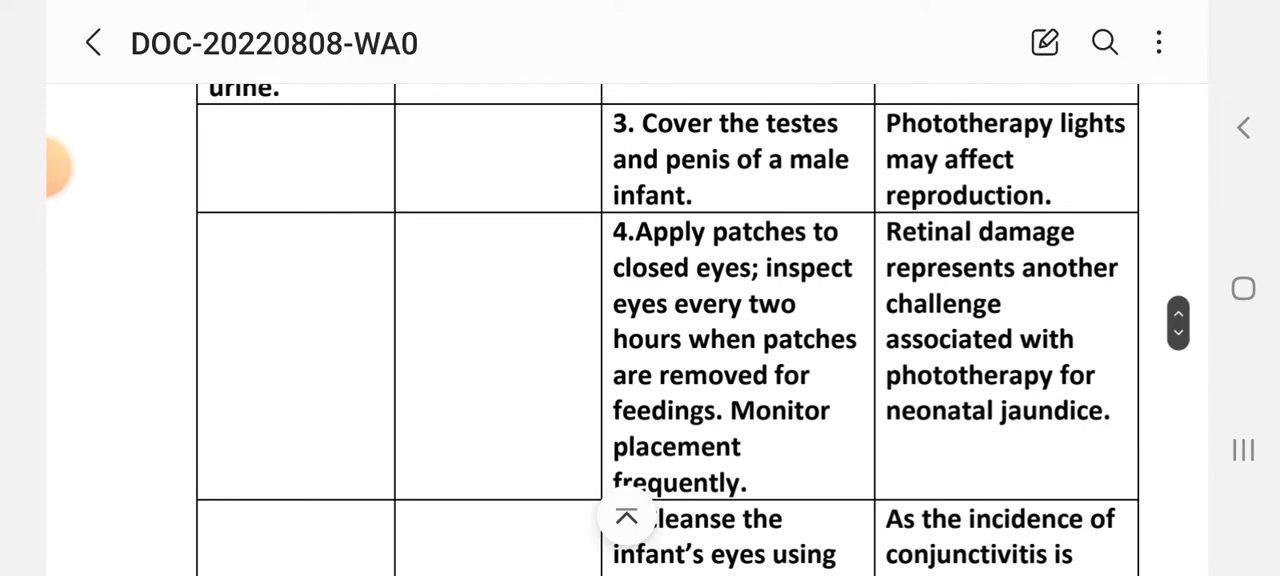 DOC-20220808-WA0
urine.
3. Cover the testes
and penis of a male
infant.
Phototherapy lights
may affect
reproduction.
4.Apply patches to
closed eyes; inspect
eyes every two
hours when patches
are removed for
feedings. Monitor
placement
frequently.
Retinal damage
represents another
challenge
associated with
phototherapy for
neonatal jaundice.
leanse the
infant’s eyes using
As the incidence of
conjunctivitis is